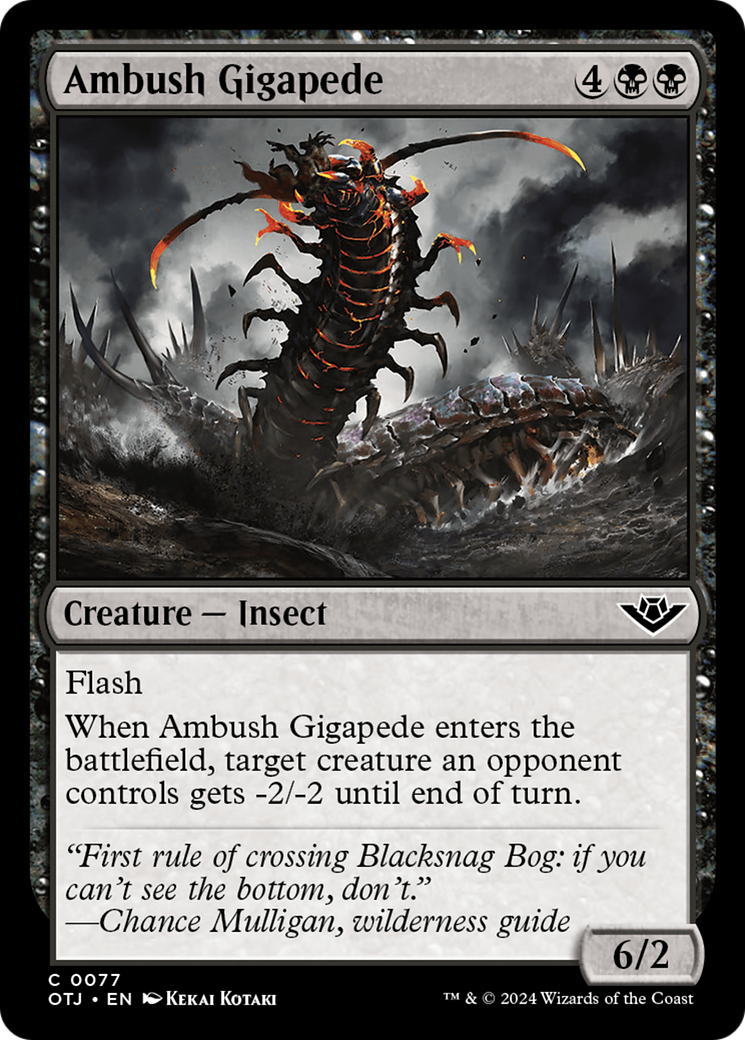 Ambush Gigapede 4
Creature — Insect
Flash
When Ambush Gigapede enters the
battlefield, target creature an opponent
controls gets -2/-2 until end of turn.
“First rule of crossing Blacksnag Bog: if you
can’t see the bottom, don’t.”
—Chance Mulligan, wilderness guide
6/2
C 0077
OTJ • EN Kekai Kotaki
™ & © 2024 Wizards of the Coast